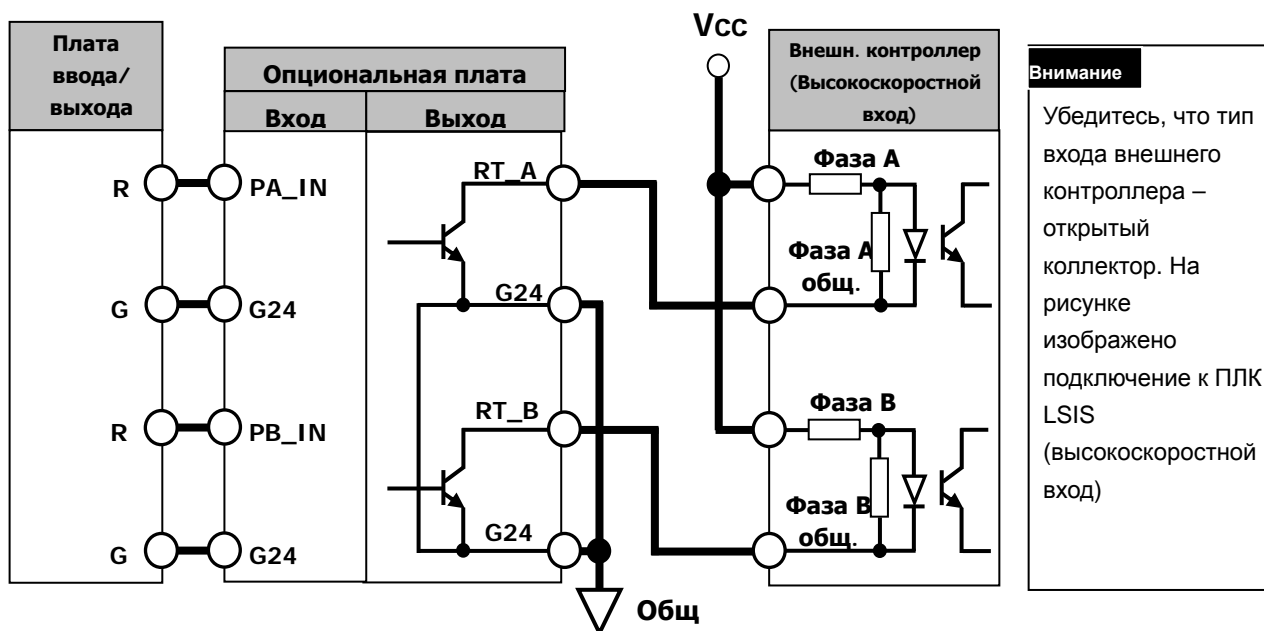 Плата
ввода/
выхода
Опциональная плата
Вход
Выход
Vcc
Внешн. контроллер
(Высокоскоростной
вход)
Внимание
Убедитесь, что тип
входа внешнего
контроллера –
открытый
коллектор. На
рисунке
изображено
подключение к ПЛК
LSIS
(высокоскоростной
вход)
R
PA_IN
RT_A
Фаза А
Фаза А
общ.
G
G24
G24
R
PB_IN
RT_B
Фаза В
Фаза В
общ.
G
G24
G24
Общ